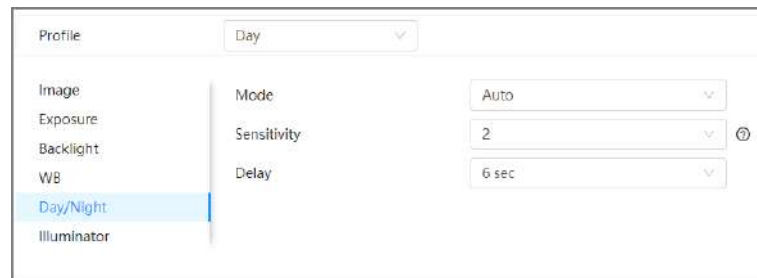 Profile Day
Image
Exposure
Backlight
WB
Day/Night
Illuminator
Mode Auto
Sensitivity 2
Delay 6 sec